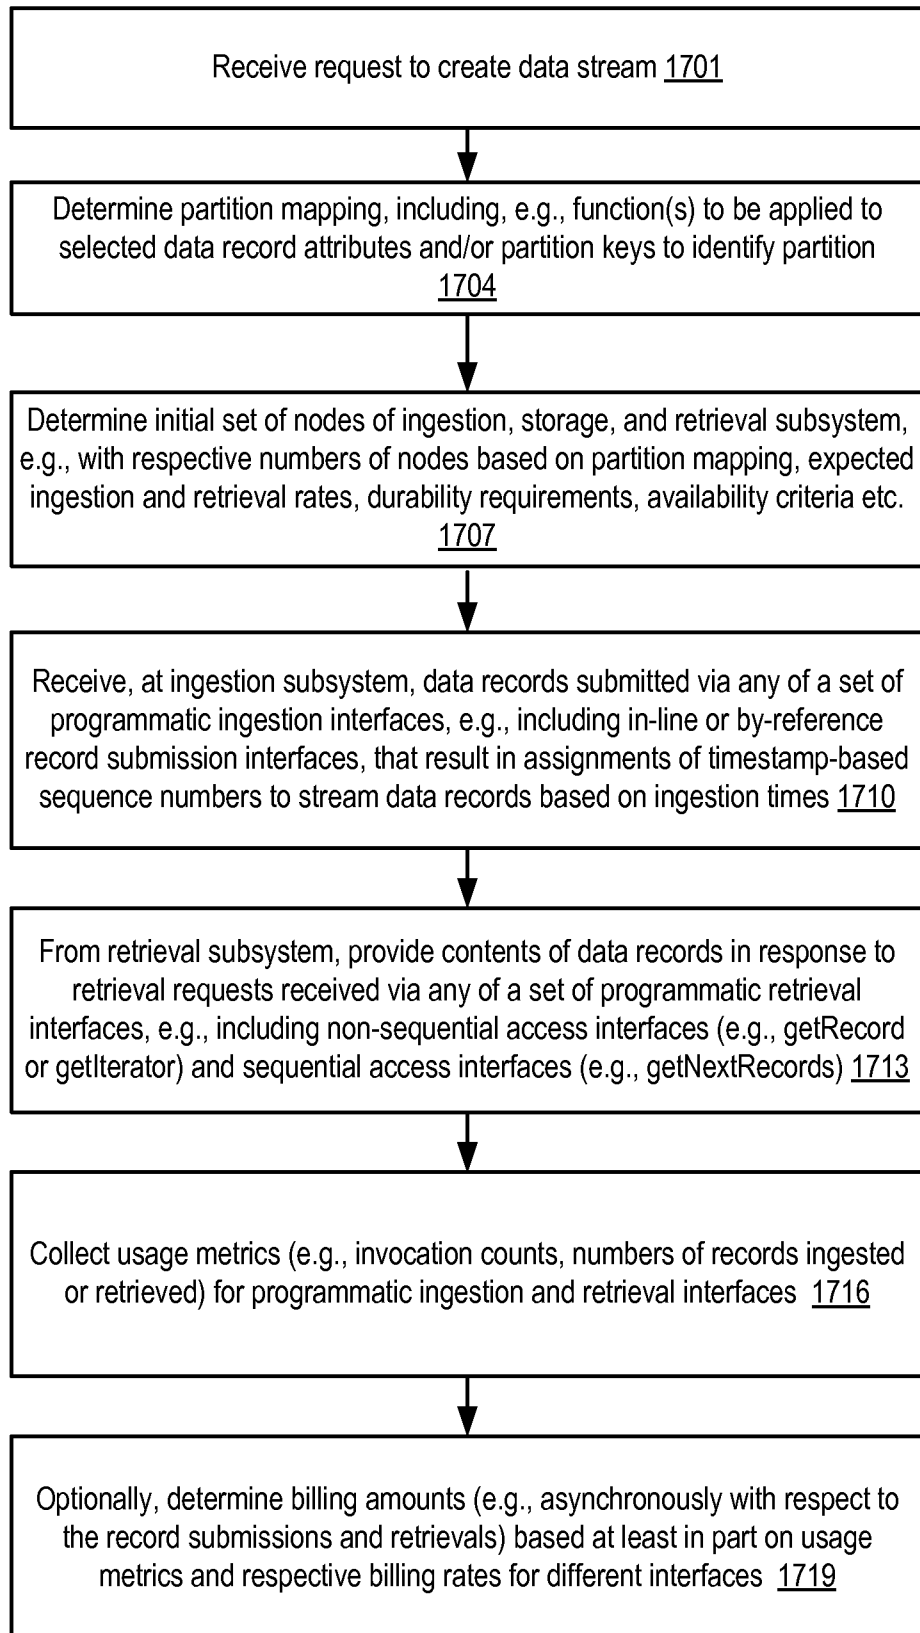 Receive request to create data stream 1701
Determine partition mapping, including, e.g., function(s) to be applied to
selected data record attributes and/or partition keys to identify partition
1704
Determine initial set of nodes of ingestion, storage, and retrieval subsystem,
e.g., with respective numbers of nodes based on partition mapping, expected
ingestion and retrieval rates, durability requirements, availability criteria etc.
1707
Receive, at ingestion subsystem, data records submitted via any of a set of
programmatic ingestion interfaces, e.g., including in-line or by-reference
record submission interfaces, that result in assignments of timestamp-based
sequence numbers to stream data records based on ingestion times 1710
From retrieval subsystem, provide contents of data records in response to
retrieval requests received via any of a set of programmatic retrieval
interfaces, e.g., including non-sequential access interfaces (e.g., getRecord
or getIterator) and sequential access interfaces (e.g., getNextRecords) 1713
Collect usage metrics (e.g., invocation counts, numbers of records ingested
or retrieved) for programmatic ingestion and retrieval interfaces 1716
Optionally, determine billing amounts (e.g., asynchronously with respect to
the record submissions and retrievals) based at least in part on usage
metrics and respective billing rates for different interfaces 1719